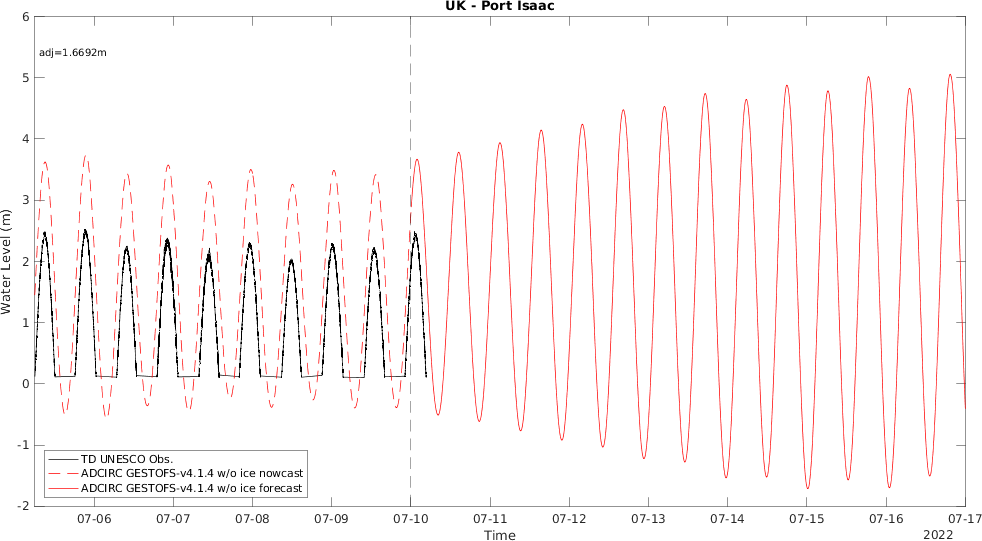 UK - Port Isaac
adj=1.6692m
6
5
4
3
2
1
0
-1
-2
Water Level (m)
TD UNESCO Obs.
ADCIRC GESTOFS-v4.1.4 w/o ice nowcast
ADCIRC GESTOFS-v4.1.4 w/o ice forecast
07-06 07-07 07-08 07-09 07-10 07-11 07-12 07-13 07-14 07-15 07-16 07-17
Time
2022